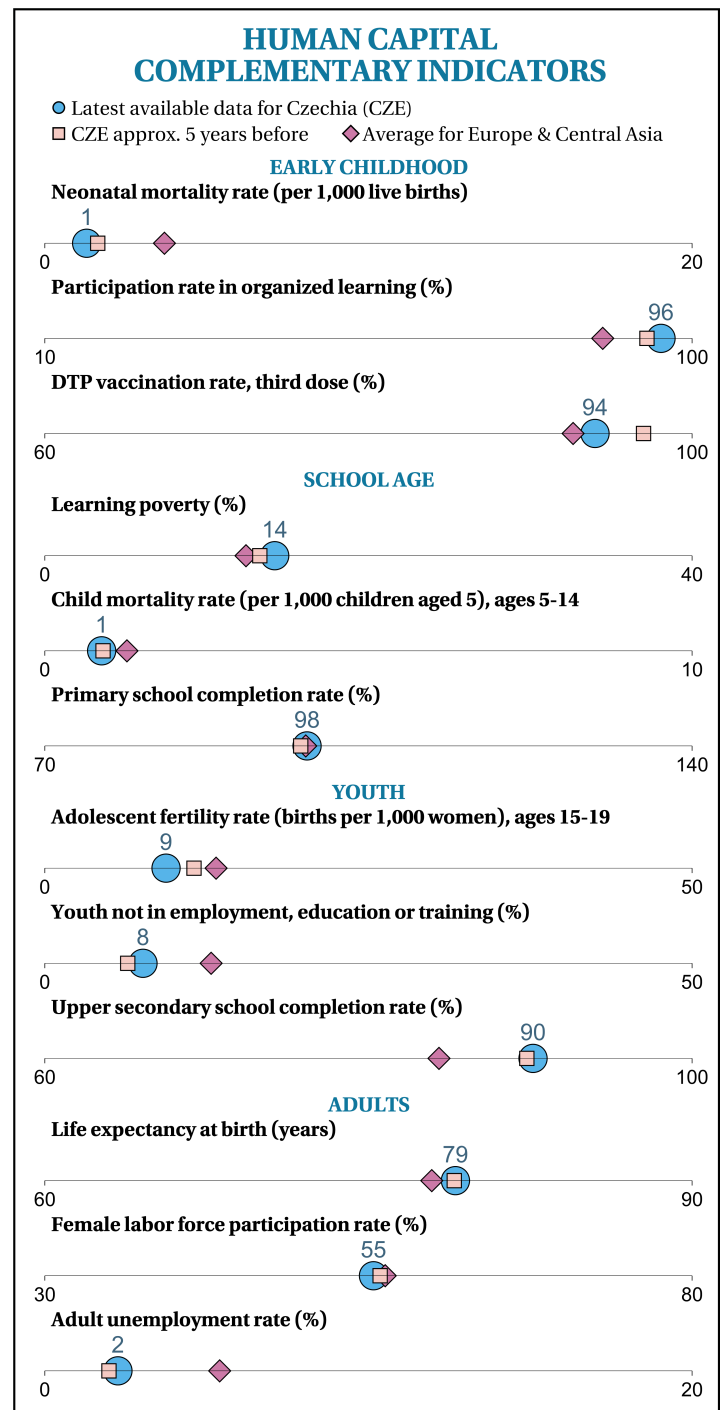 HUMAN CAPITAL
COMPLEMENTARY INDICATORS
Latest available data for Czechia (CZE)
CZE approx. 5 years before Average for Europe & Central Asia
EARLY CHILDHOOD
Neonatal mortality rate (per 1,000 live births)
1
0 20
Participation rate in organized learning (%)
96
10 100
DTP vaccination rate, third dose (%)
94
60 100
SCHOOL AGE
Learning poverty (%)
14
0 40
Child mortality rate (per 1,000 children aged 5), ages 5-14
1
0 10
Primary school completion rate (%)
98
70 140
YOUTH
Adolescent fertility rate (births per 1,000 women), ages 15-19
9
0 50
Youth not in employment, education or training (%)
8
0 50
Upper secondary school completion rate (%)
90
60 100
ADULTS
Life expectancy at birth (years)
79
60 90
Female labor force participation rate (%)
55
30 80
Adult unemployment rate (%)
2
0 20